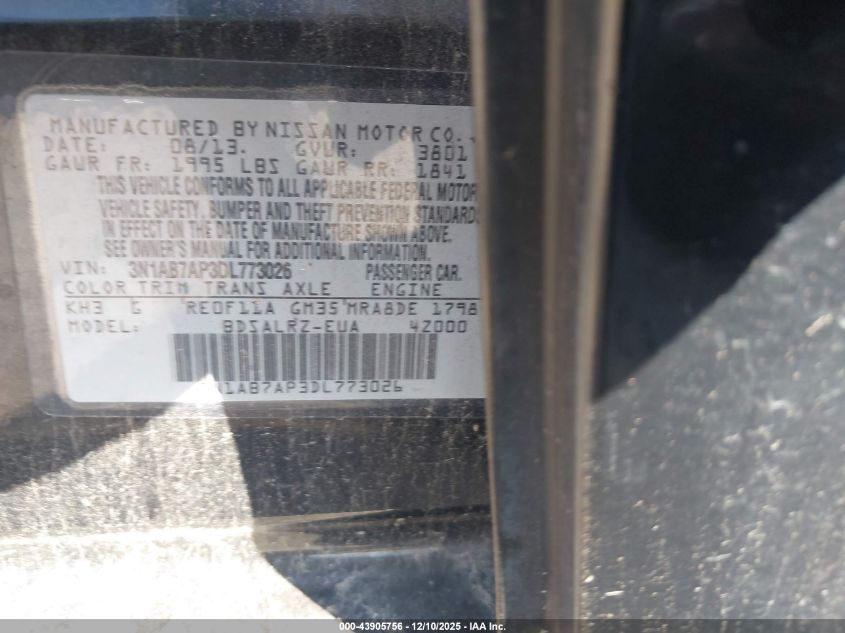 MANUFACTURED BY NISSAN MOTOR CO.
DATE: 08/13. GVWR: 3801
GAWR FR: 1995 LBS GAWR RR: 1841
THIS VEHICLE CONFORMS TO ALL APPLICABLE FEDERAL MOTOR
VEHICLE SAFETY, BUMPER AND THEFT PREVENTION STANDARDS
IN EFFECT ON THE DATE OF MANUFACTURE SHOWN ABOVE.
SEE OWNER'S MANUAL FOR ADDITIONAL INFORMATION.
VIN: 3N1AB7AP3DL773026 PASSENGER CAR.
COLOR TRIM TRANS AXLE ENGINE
KH3 G RE0F11A GM35 MRA8DE 1798
MODEL: BDSALRZ-EUA 42000
N1AB7AP3DL773026
000-43905756 - 12/10/2025 - IAA Inc.